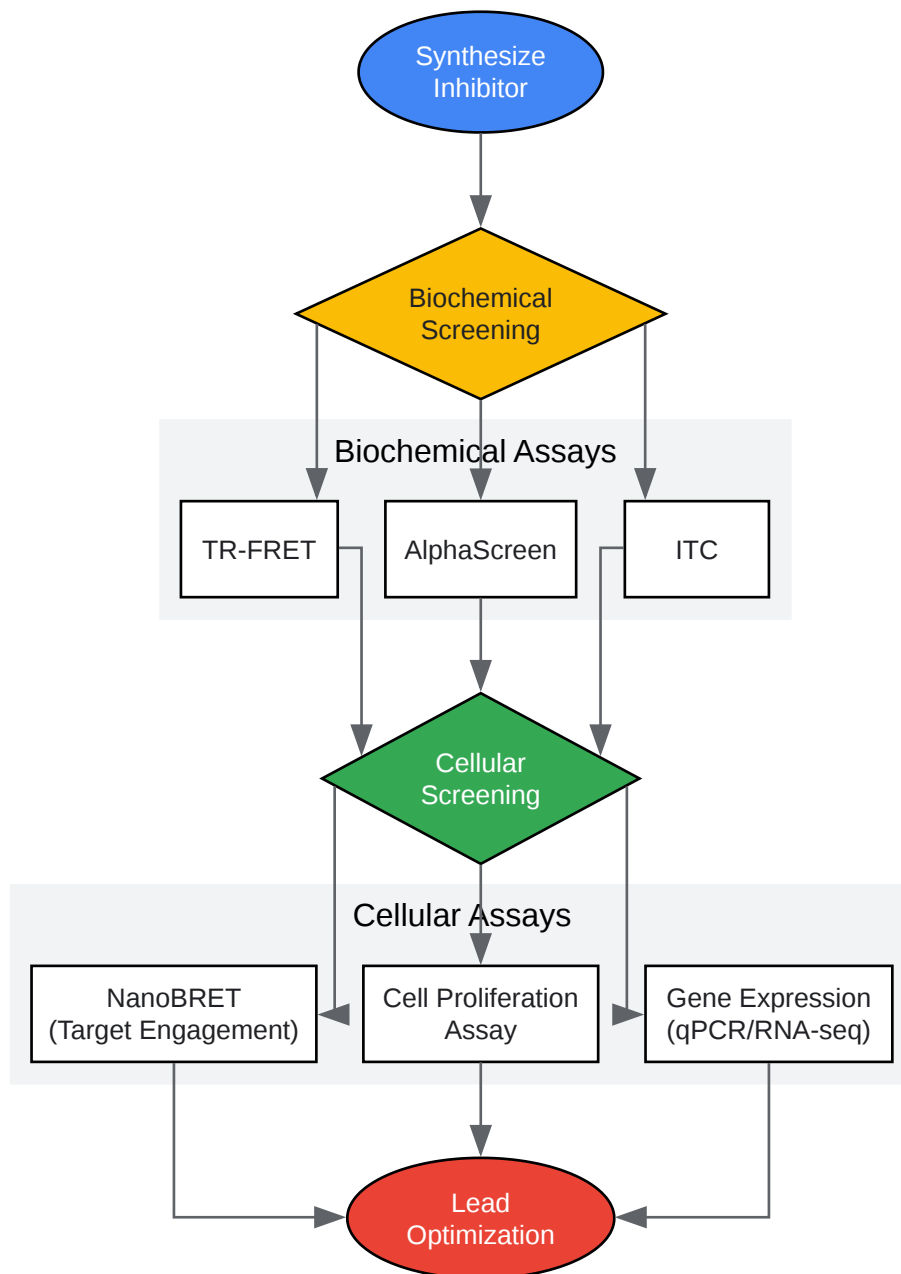 Synthesize
Inhibitor
Biochemical
Screening
Biochemical Assays
TR-FRET
AlphaScreen
ITC
Cellular
Screening
Cellular Assays
NanoBRET
(Target Engagement)
Cell Proliferation
Assay
Gene Expression
(qPCR/RNA-seq)
Lead
Optimization